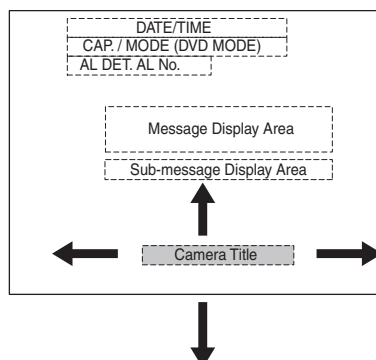 DATE/TIME
CAP. / MODE (DVD MODE)
AL DET. AL No.
Message Display Area
Sub-message Display Area
Camera Title